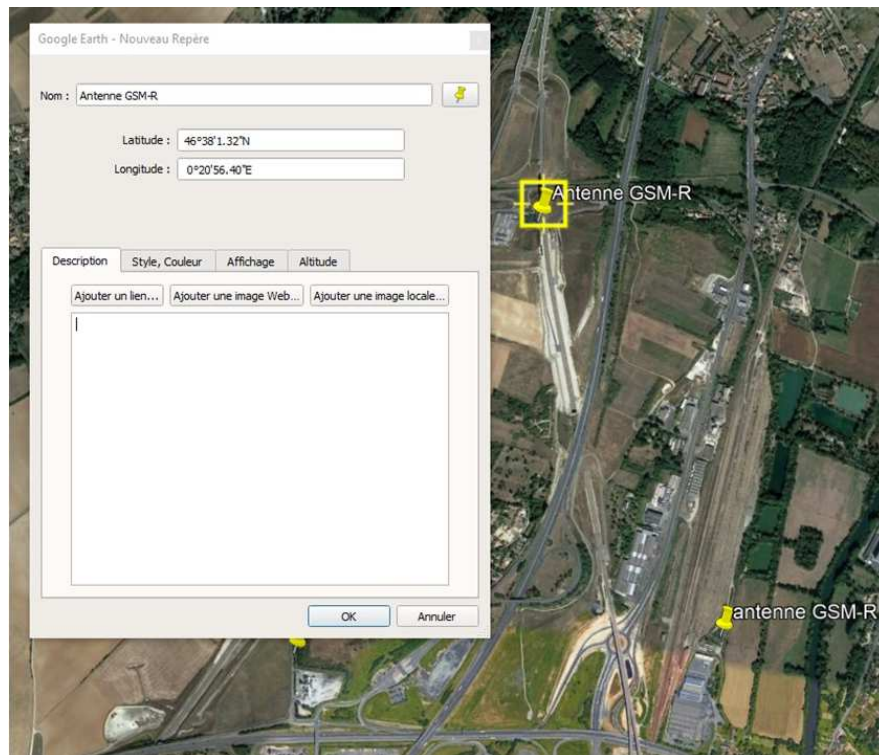 Google Earth - Nouveau Repère
Nom : Antenne GSM-R
Latitude : 46°38'1.32"N
Longitude : 0°20'56.40"E
Description Style, Couleur Affichage Altitude
Ajouter un lien... Ajouter une image Web... Ajouter une image locale...
OK Annuler
Antenne GSM-R
antenne GSM-R